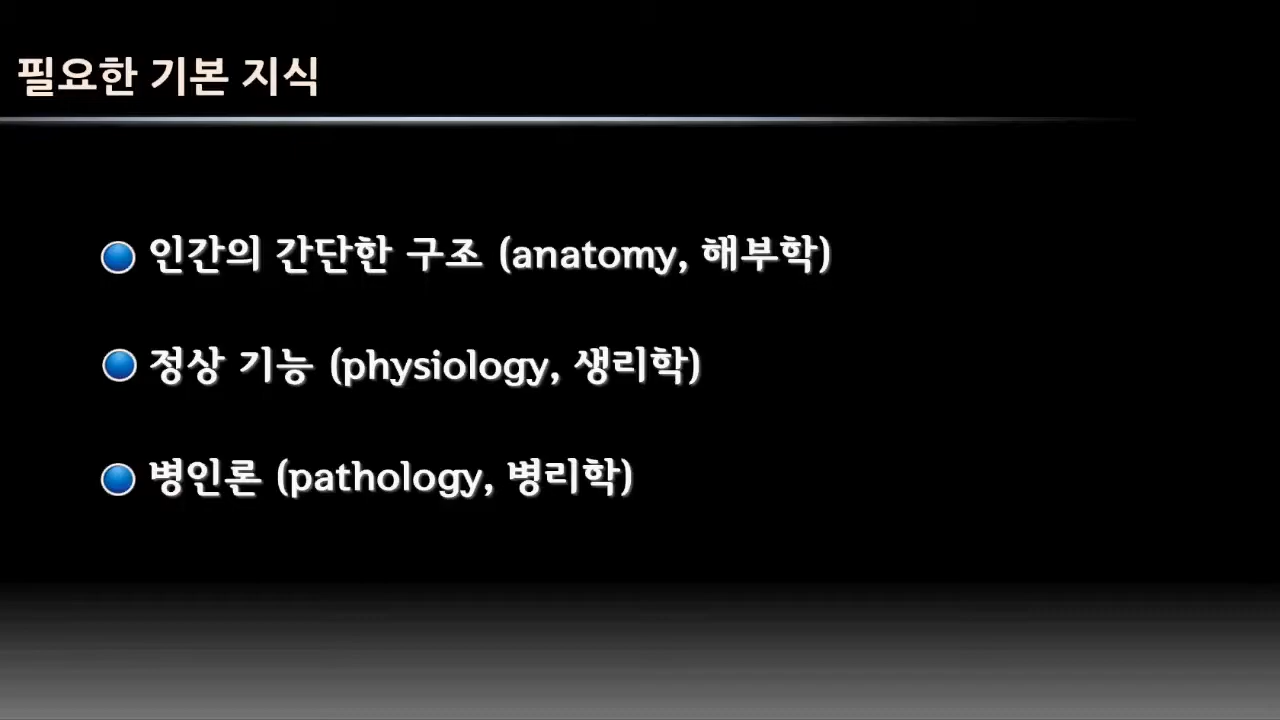 필요한 기본 지식
인간의 간단한 구조 (anatomy, 해부학)
정상 기능 (physiology, 생리학)
병인론 (pathology, 병리학)